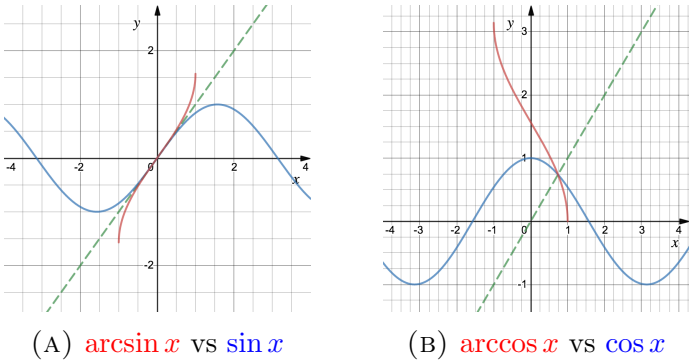 y
2
-4 -2 0 2 4
x
-2
(A) arcsin x vs sin x
y
3
2
1
-4 -3 -2 -1 0 1 2 3 4
x
-1
(B) arccos x vs cos x